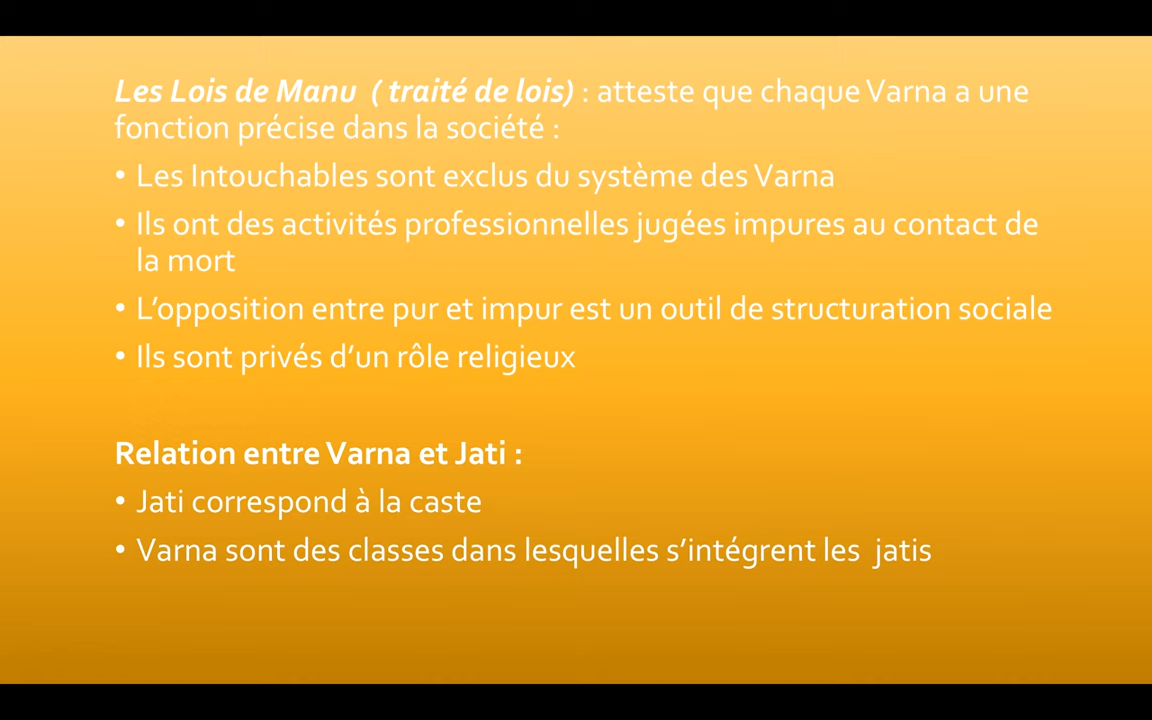 Les Lois de Manu ( traité de lois) : atteste que chaque Varna a une
fonction précise dans la société :
• Les Intouchables sont exclus du système des Varna
• Ils ont des activités professionnelles jugées impures au contact de
la mort
• L’opposition entre pur et impur est un outil de structuration sociale
• Ils sont privés d’un rôle religieux
Relation entre Varna et Jati :
• Jati correspond à la caste
• Varna sont des classes dans lesquelles s’intégrent les jatis